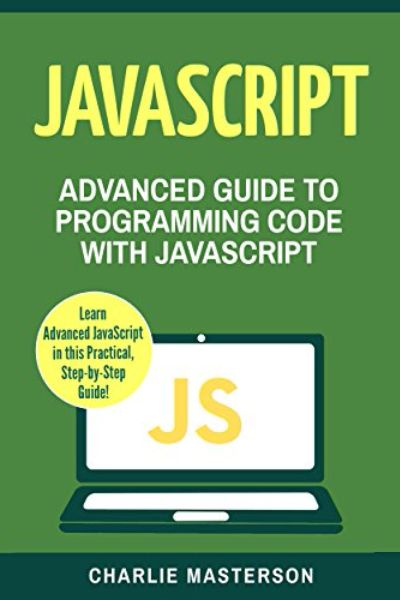 JAVASCRIPT
ADVANCED GUIDE TO
PROGRAMMING CODE
WITH JAVASCRIPT
Learn
Advanced JavaScript
in this Practical,
Step-by-Step
Guide!
JS
CHARLIE MASTERSON